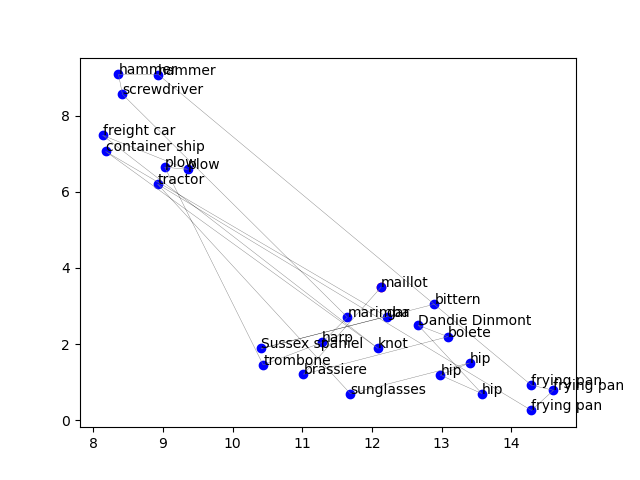 hammer
hammer
screwdriver
freight car
container ship
plow
plow
tractor
maillot
bittern
marimba
gar
Dandie Dinmont
bolete
harp
Sussex spaniel
knot
trombone
hip
brassiere
hip
frying pan
frying pan
sunglasses
hip
frying pan
8
6
4
2
0
8
9
10
11
12
13
14